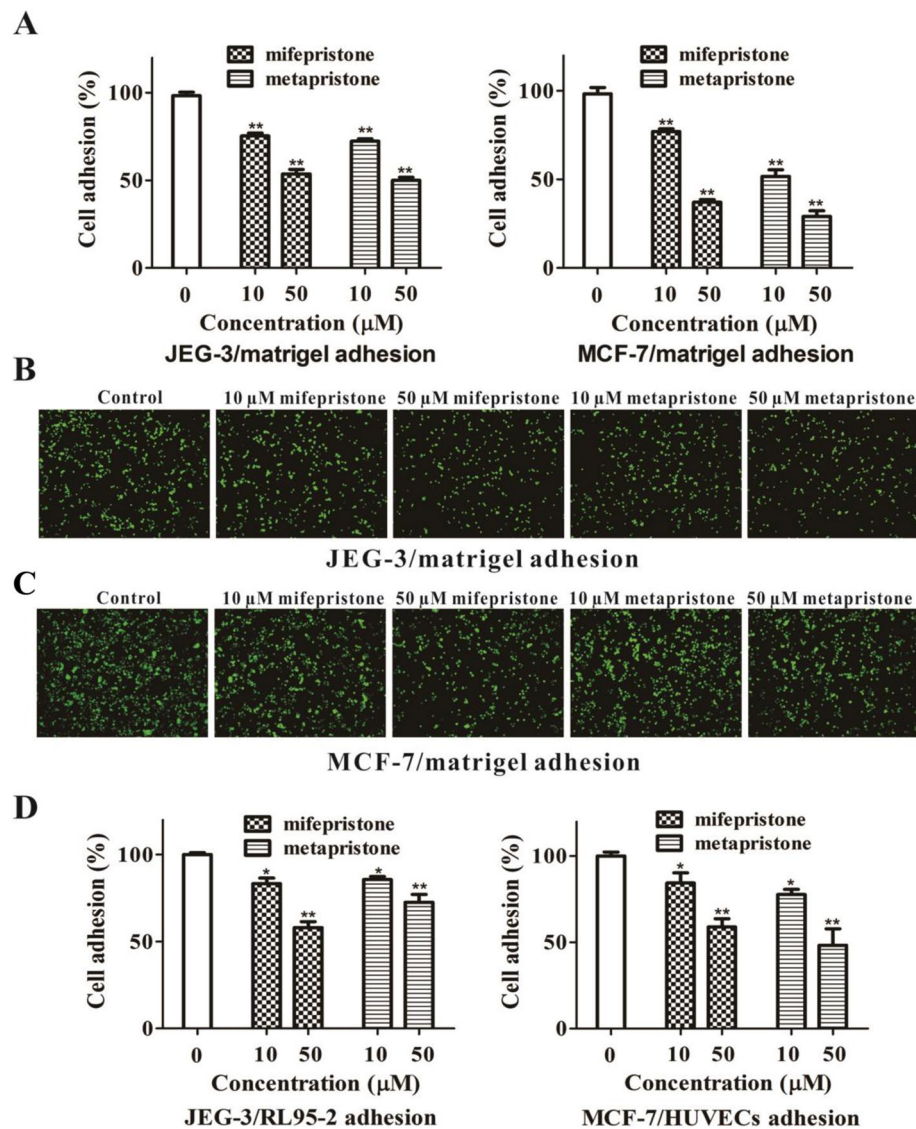 A
mifepristone
metapristone
Cell adhesion (%)
100
50
0
** ** ** **
0 10 50 10 50
Concentration (μM)
JEG-3/matrigel adhesion
mifepristone
metapristone
Cell adhesion (%)
100
50
0
** ** ** **
0 10 50 10 50
Concentration (μM)
MCF-7/matrigel adhesion
B
Control 10 μM mifepristone 50 μM mifepristone 10 μM metapristone 50 μM metapristone
JEG-3/matrigel adhesion
C
Control 10 μM mifepristone 50 μM mifepristone 10 μM metapristone 50 μM metapristone
MCF-7/matrigel adhesion
D
mifepristone
metapristone
Cell adhesion (%)
100
50
0
* ** * **
0 10 50 10 50
Concentration (μM)
JEG-3/RL95-2 adhesion
mifepristone
metapristone
Cell adhesion (%)
100
50
0
* ** * **
0 10 50 10 50
Concentration (μM)
MCF-7/HUVECs adhesion